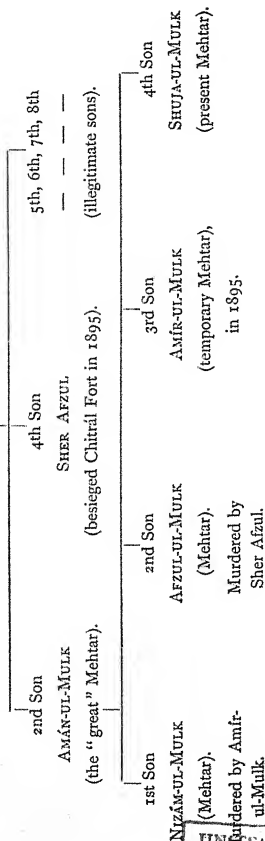 2nd Son
AMÁN-UL-MULK
(the "great" Mehtar).
4th Son
SHER AFZUL
(besieged Chitrál Fort in 1895).
5th, 6th, 7th, 8th
— — — —
(illegitimate sons).
1st Son
NIZÁM-UL-MULK
(Mehtar).
Murdered by Amír-
ul-Mulk.
2nd Son
AFZUL-UL-MULK
(Mehtar).
Murdered by
Sher Afzul.
3rd Son
AMÍR-UL-MULK
(temporary Mehtar),
in 1895.
4th Son
SHUJA-UL-MULK
(present Mehtar).